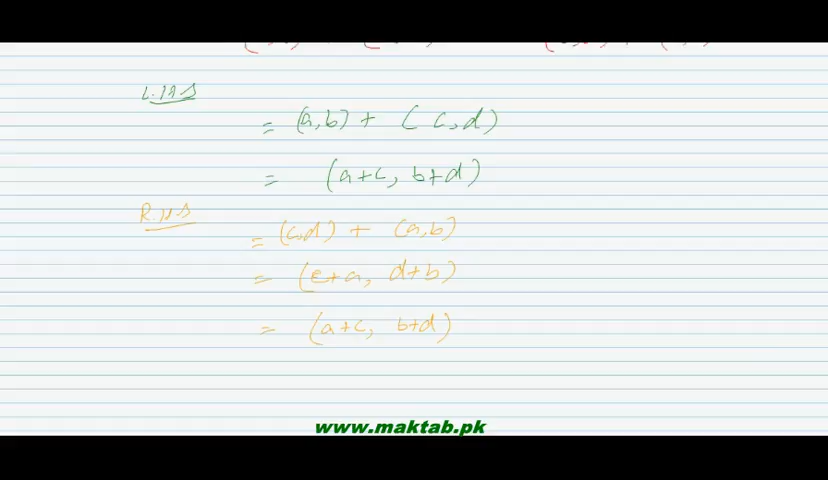 L.H.S
= (a,b) + (c,d)
= (a+c, b+d)
R.H.S
= (c,d) + (a,b)
= (c+a, d+b)
= (a+c, b+d)
www.maktab.pk